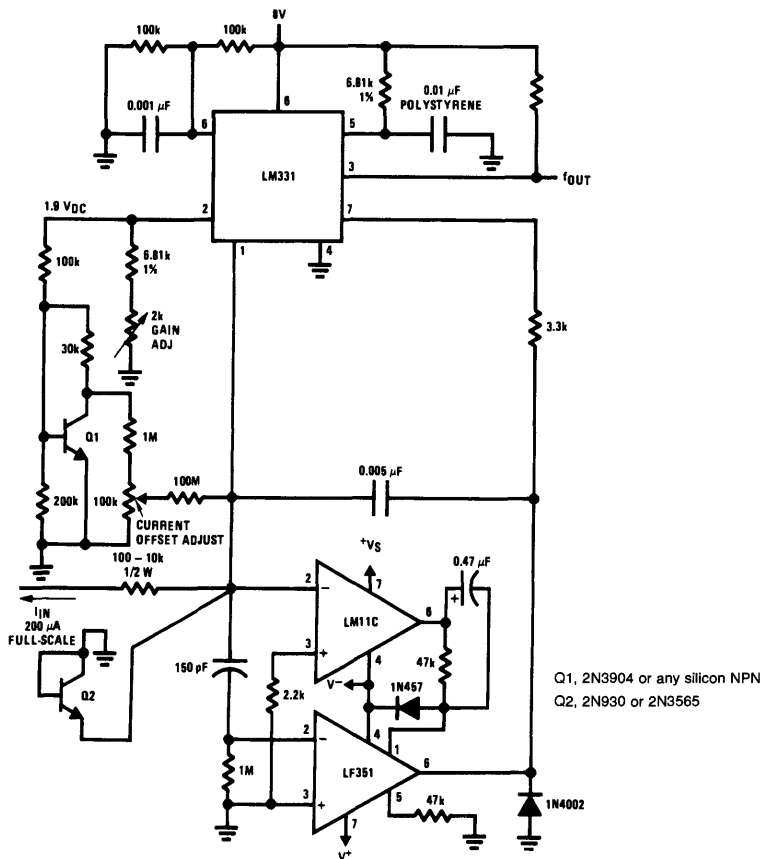 8V
100k
100k
6.81k
1%
0.01 µF
POLYSTYRENE
0.001 µF
6
8
5
LM331
3
fOUT
1.9 VDC
2
7
1
4
100k
6.81k
1%
2k
GAIN
ADJ
3.3k
30k
Q1
1M
200k
100k
100M
0.005 µF
CURRENT
OFFSET ADJUST
100 – 10k
1/2 W
+VS
0.47 µF
2
–
7
6
+
IIN
200 µA
FULL-SCALE
LM11C
3
+
4
47k
150 pF
V–
Q2
2.2k
1N457
Q1, 2N3904 or any silicon NPN
Q2, 2N930 or 2N3565
2
–
4
1
LF351
6
1M
3
+
5
47k
1N4002
7
V+